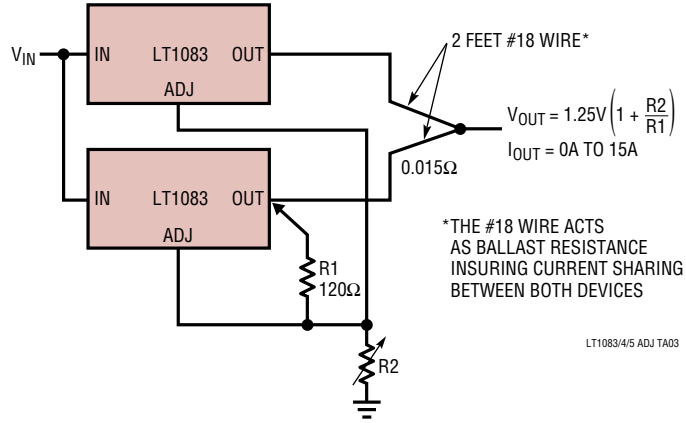 V_IN
IN LT1083 OUT
ADJ
IN LT1083 OUT
ADJ
R1
120Ω
R2
2 FEET #18 WIRE*
0.015Ω
V_OUT = 1.25V (1 + R2/R1)
I_OUT = 0A TO 15A
*THE #18 WIRE ACTS
AS BALLAST RESISTANCE
INSURING CURRENT SHARING
BETWEEN BOTH DEVICES
LT1083/4/5 ADJ TA03